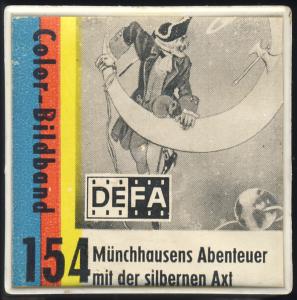 Color-Bildband
DEFA
154
Münchhausens Abenteuer
mit der silbernen Axt